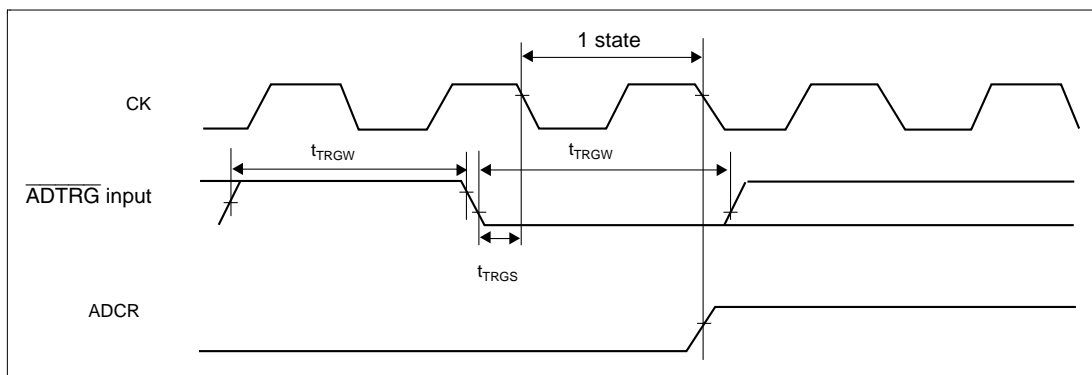 1 state
CK
tTRGW
tTRGW
ADTRG input
tTRGS
ADCR